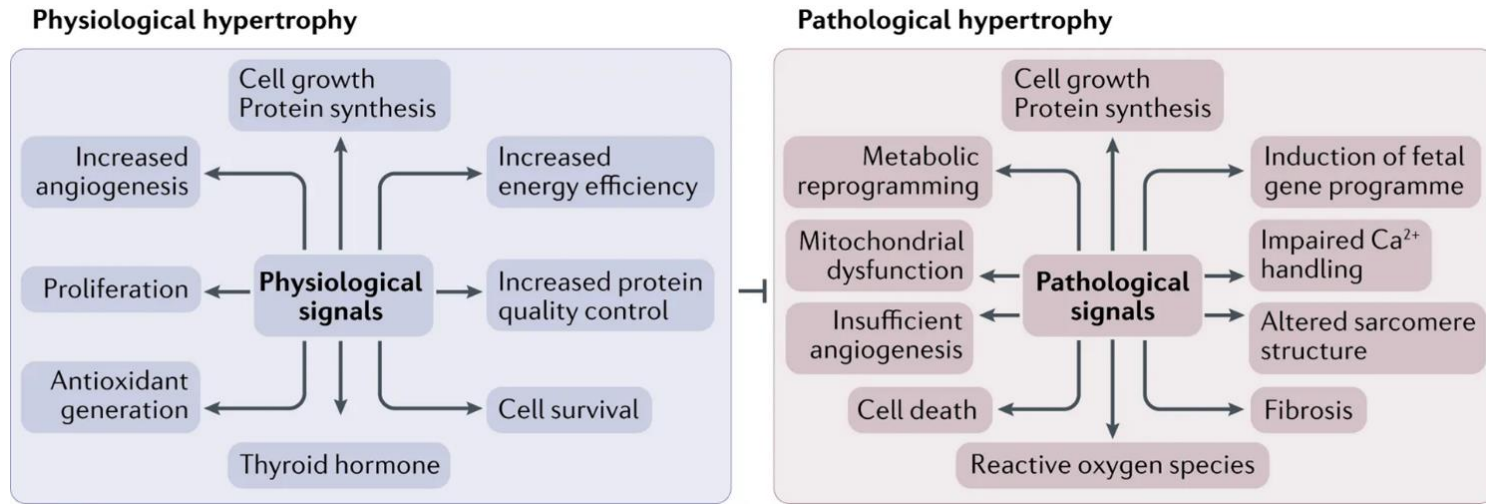 Physiological hypertrophy
Cell growth
Protein synthesis
Increased
angiogenesis
Increased
energy efficiency
Proliferation
Physiological
signals
Increased protein
quality control
Antioxidant
generation
Cell survival
Thyroid hormone
Pathological hypertrophy
Cell growth
Protein synthesis
Metabolic
reprogramming
Induction of fetal
gene programme
Mitochondrial
dysfunction
Impaired Ca²⁺
handling
Pathological
signals
Insufficient
angiogenesis
Altered sarcomere
structure
Cell death
Fibrosis
Reactive oxygen species